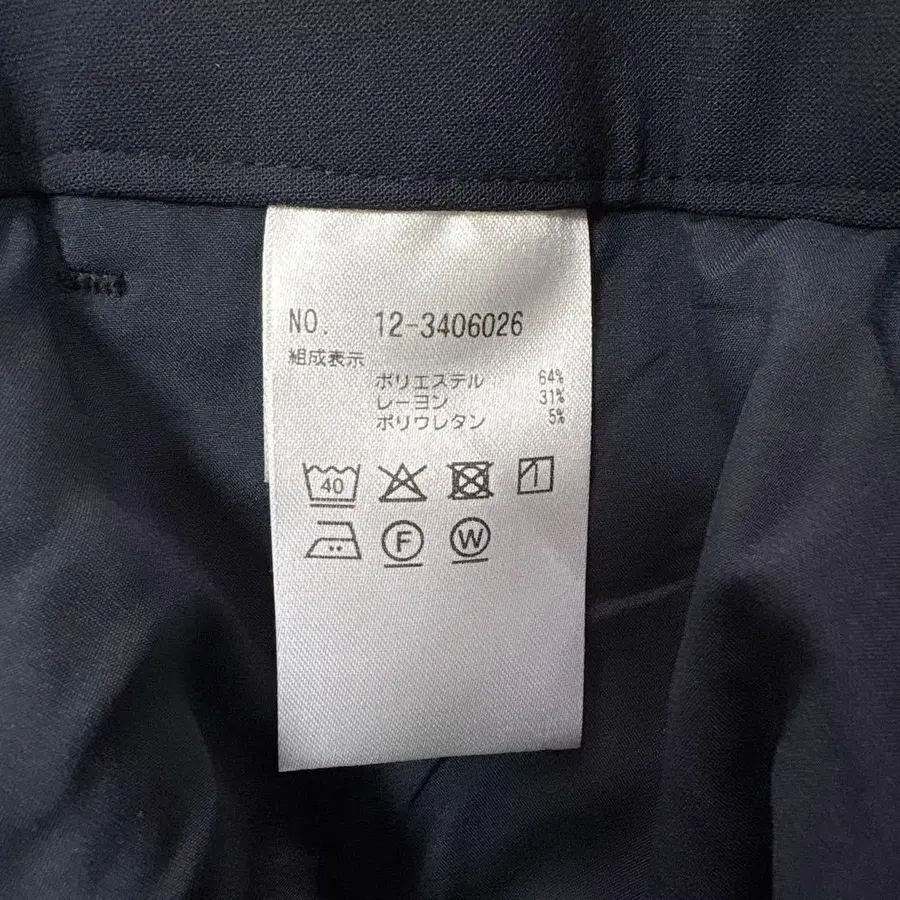 NO. 12-3406026
組成表示
ポリエステル 64%
レーヨン 31%
ポリウレタン 5%
40
F W